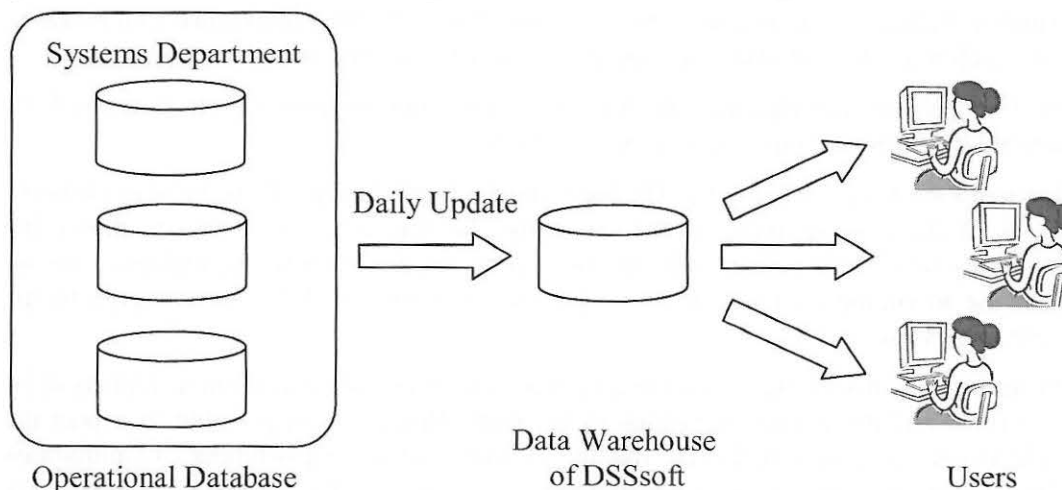 Systems Department
Daily Update
Operational Database
Data Warehouse
of DSSsoft
Users